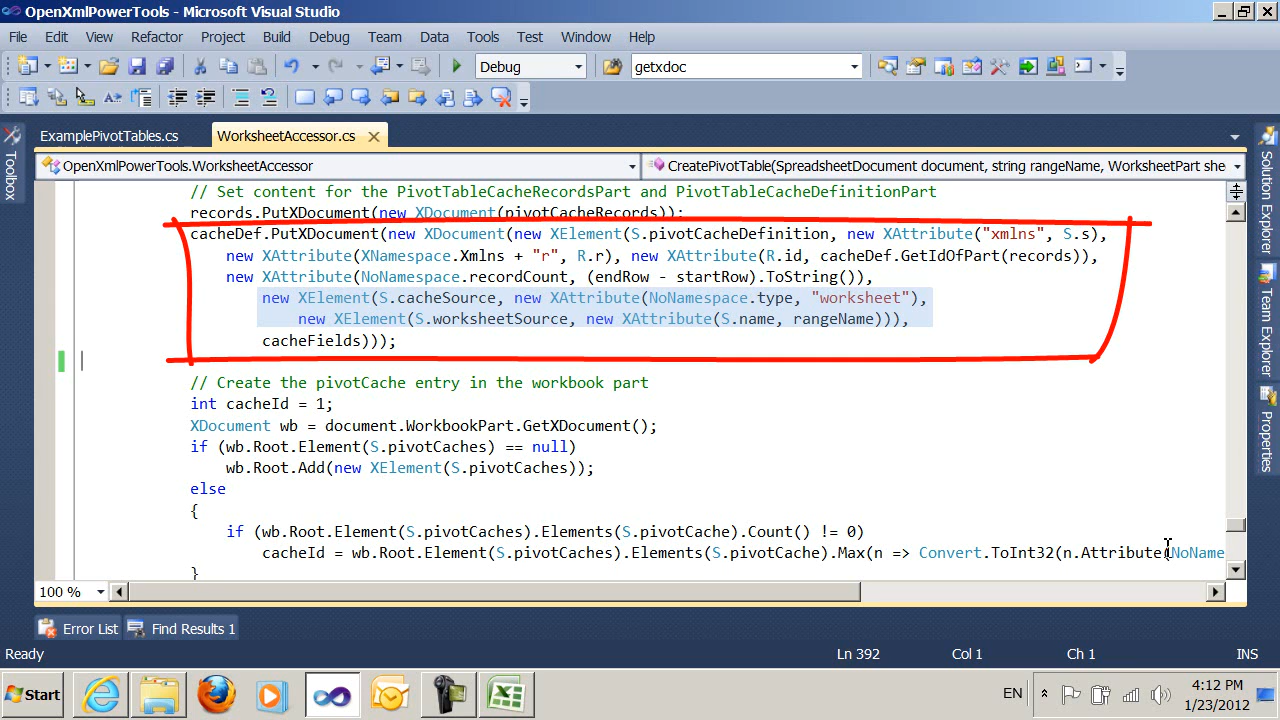 OpenXmlPowerTools - Microsoft Visual Studio
File Edit View Refactor Project Build Debug Team Data Tools Test Window Help
Debug getxdoc
ExamplePivotTables.cs WorksheetAccessor.cs
OpenXmlPowerTools.WorksheetAccessor CreatePivotTable(SpreadsheetDocument document, string rangeName, WorksheetPart she
Toolbox
Solution Explorer
Team Explorer
Properties
// Set content for the PivotTableCacheRecordsPart and PivotTableCacheDefinitionPart
records.PutXDocument(new XDocument(pivotCacheRecords));
cacheDef.PutXDocument(new XDocument(new XElement(S.pivotCacheDefinition, new XAttribute("xmlns", S.s),
new XAttribute(XNamespace.Xmlns + "r", R.r), new XAttribute(R.id, cacheDef.GetIdOfPart(records)),
new XAttribute(NoNamespace.recordCount, (endRow - startRow).ToString()),
new XElement(S.cacheSource, new XAttribute(NoNamespace.type, "worksheet"),
new XElement(S.worksheetSource, new XAttribute(S.name, rangeName))),
cacheFields)));
// Create the pivotCache entry in the workbook part
int cacheId = 1;
XDocument wb = document.WorkbookPart.GetXDocument();
if (wb.Root.Element(S.pivotCaches) == null)
wb.Root.Add(new XElement(S.pivotCaches));
else
{
if (wb.Root.Element(S.pivotCaches).Elements(S.pivotCache).Count() != 0)
cacheId = wb.Root.Element(S.pivotCaches).Elements(S.pivotCache).Max(n => Convert.ToInt32(n.Attribute(NoName
}
100 %
Error List Find Results 1
Ready Ln 392 Col 1 Ch 1 INS
Start EN 4:12 PM
1/23/2012